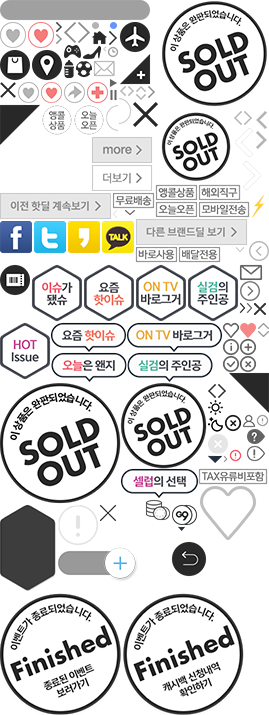 이 상품은 완판되었습니다.
SOLD
OUT
앵콜
상품
오늘
오픈
이 상품은 완판되었습니다.
SOLD
OUT
more >
더보기 >
이전 핫딜 계속보기 >
무료배송
앵콜상품
해외직구
오늘오픈
모바일전송
f
TALK
다른 브랜드딜 보기 >
바로사용
배달전용
이슈가
됐슈
요즘
핫이슈
ON TV
바로그거
실검의
주인공
HOT
Issue
요즘 핫이슈
ON TV 바로그거
오늘은 왠지
실검의 주인공
이 상품은 완판되었습니다.
SOLD
OUT
이 상품은 완판되었습니다.
SOLD
OUT
셀럽의 선택
TAX유류비포함
이벤트가 종료되었습니다.
Finished
종료된 이벤트
보러가기
이벤트가 종료되었습니다.
Finished
캐시백 신청내역
확인하기